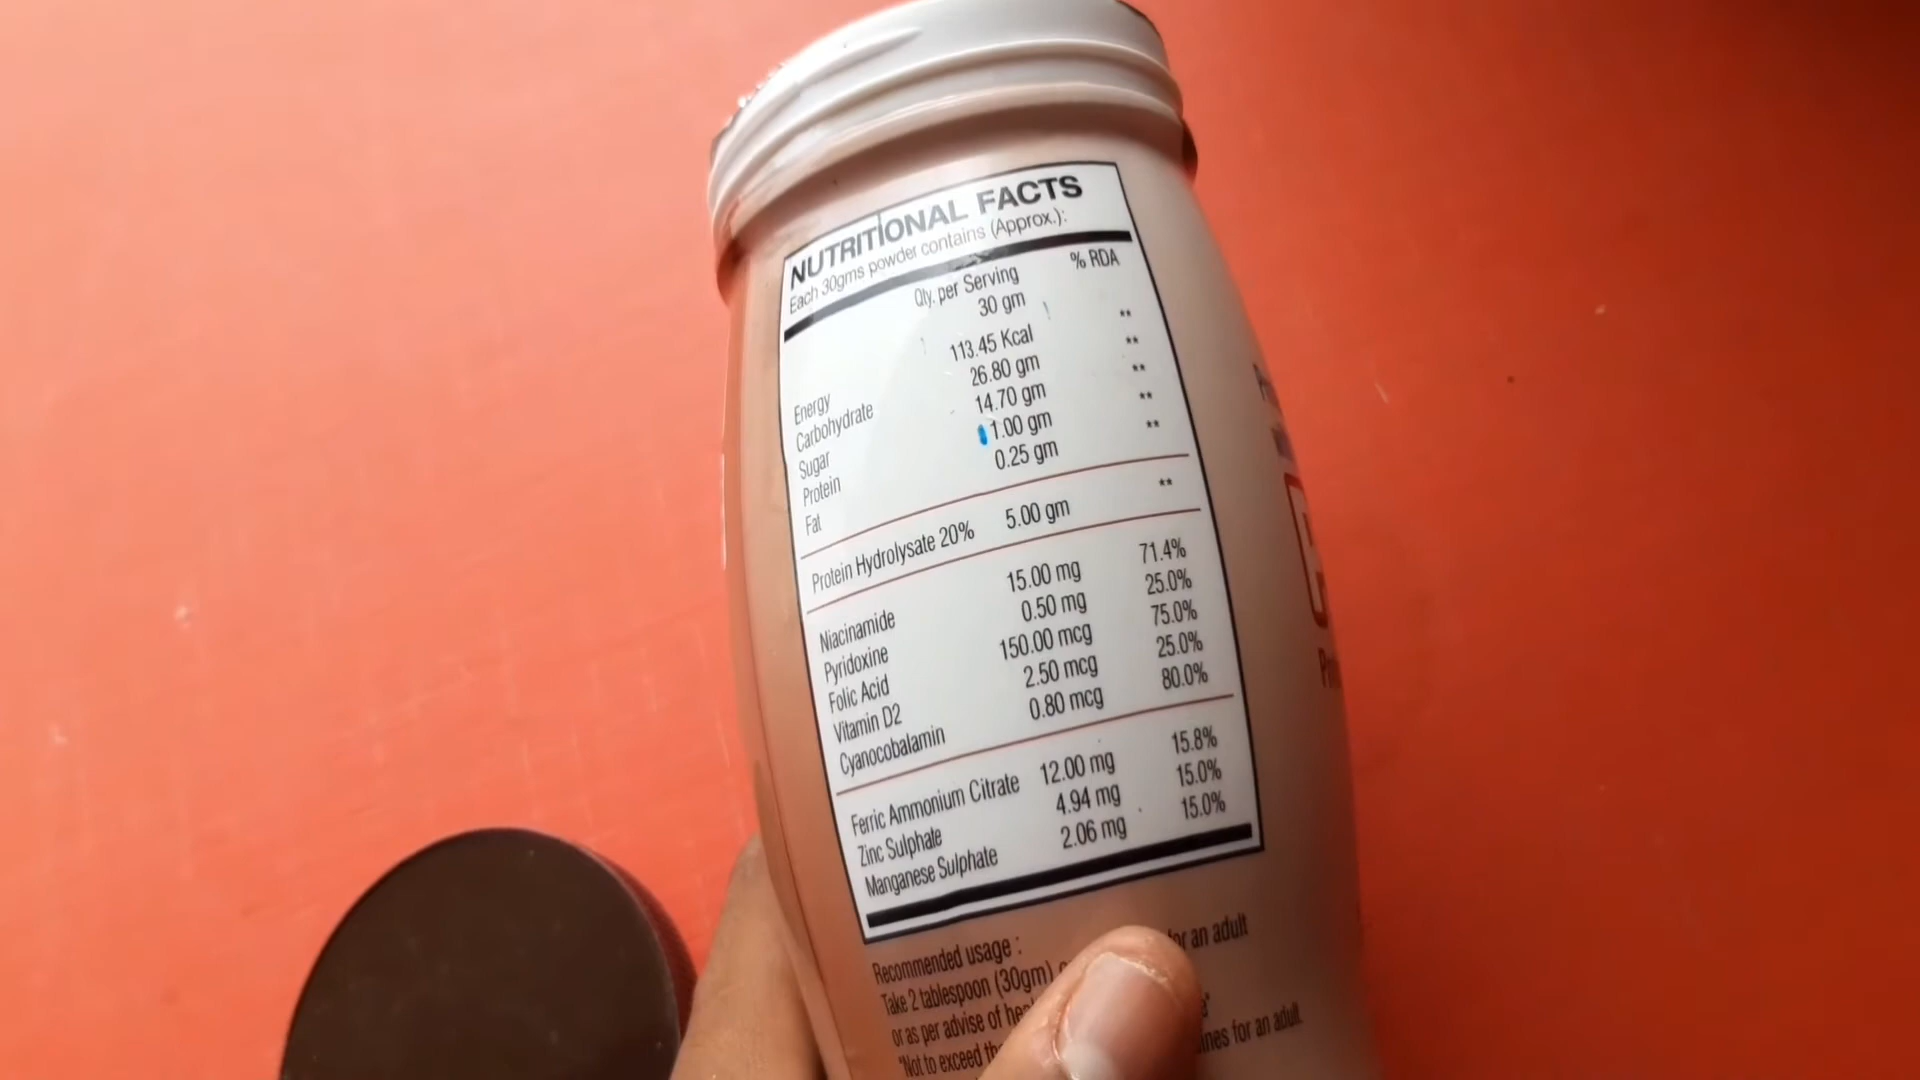 NUTRITIONAL FACTS
Each 30gms powder contains (Approx.):
Qty. per Serving % RDA
30 gm
Energy 113.45 Kcal **
Carbohydrate 26.80 gm **
Sugar 14.70 gm **
Protein 1.00 gm **
Fat 0.25 gm **
Protein Hydrolysate 20% 5.00 gm **
Niacinamide 15.00 mg 71.4%
Pyridoxine 0.50 mg 25.0%
Folic Acid 150.00 mcg 75.0%
Vitamin D2 2.50 mcg 25.0%
Cyanocobalamin 0.80 mcg 80.0%
Ferric Ammonium Citrate 12.00 mg 15.8%
Zinc Sulphate 4.94 mg 15.0%
Manganese Sulphate 2.06 mg 15.0%
Recommended usage :
Take 2 tablespoon (30gm) for an adult
or as per advise of
"Not to exceed for an adult